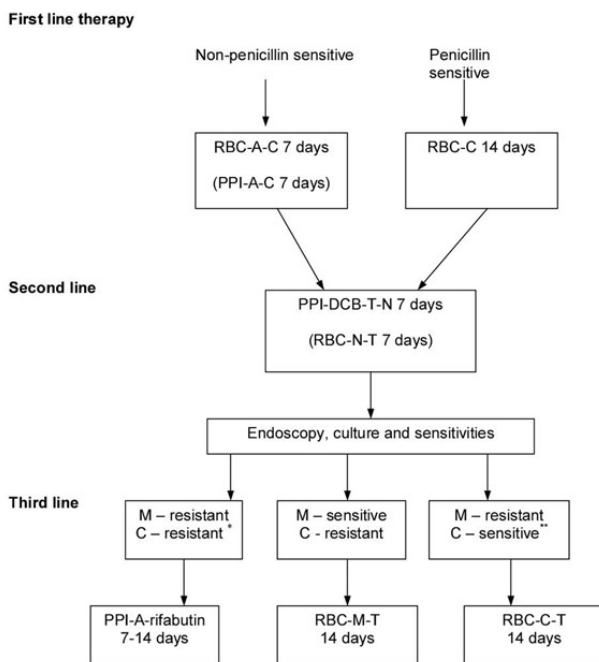 First line therapy
Non-penicillin sensitive
Penicillin
sensitive
RBC-A-C 7 days
(PPI-A-C 7 days)
RBC-C 14 days
Second line
PPI-DCB-T-N 7 days
(RBC-N-T 7 days)
Endoscopy, culture and sensitivities
Third line
M – resistant
C – resistant *
M – sensitive
C - resistant
M – resistant
C – sensitive**
PPI-A-rifabutin
7-14 days
RBC-M-T
14 days
RBC-C-T
14 days